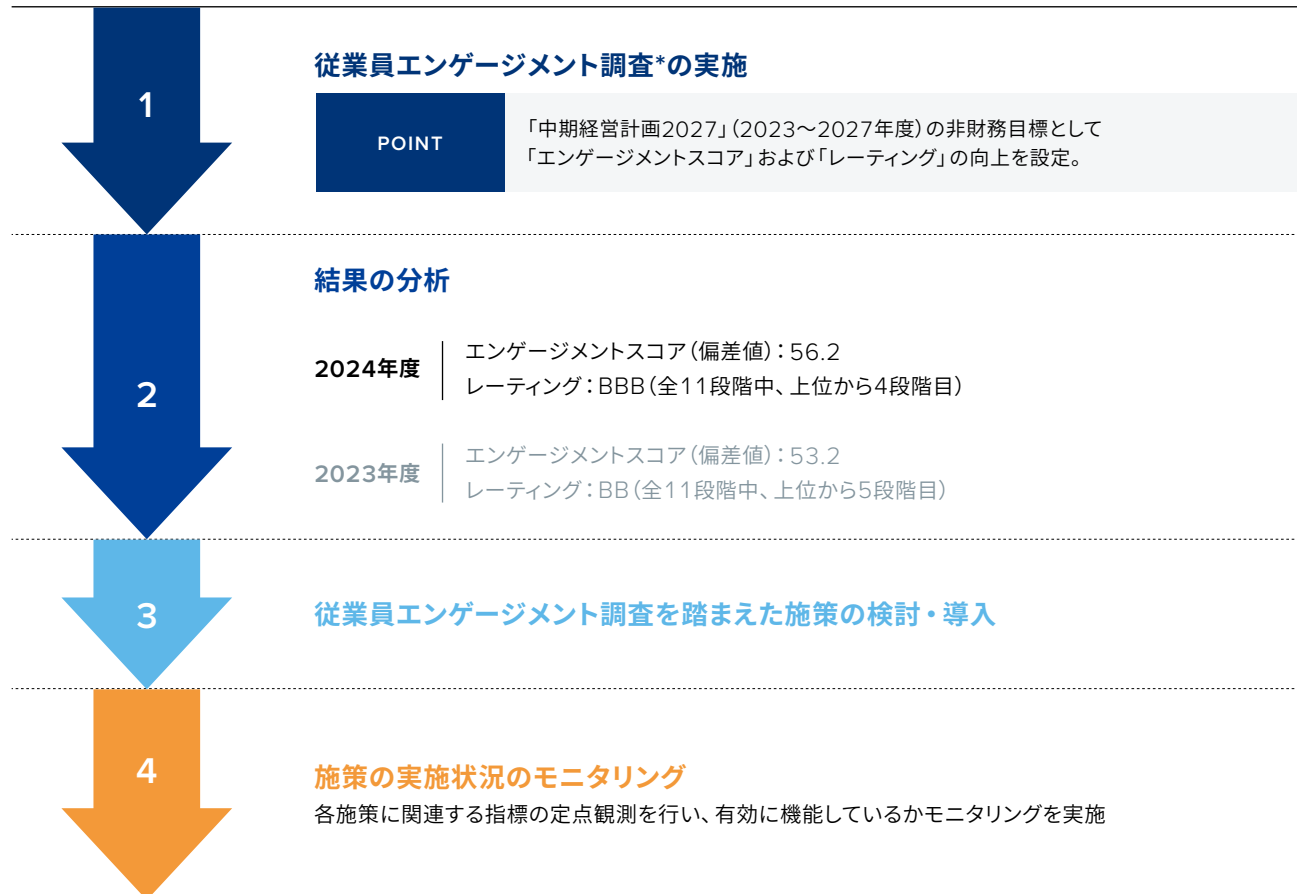 1
従業員エンゲージメント調査*の実施
POINT
「中期経営計画2027」(2023~2027年度)の非財務目標として
「エンゲージメントスコア」および「レーティング」の向上を設定。
2
結果の分析
2024年度
エンゲージメントスコア(偏差値):56.2
レーティング:BBB(全11段階中、上位から4段階目)
2023年度
エンゲージメントスコア(偏差値):53.2
レーティング:BB(全11段階中、上位から5段階目)
3
従業員エンゲージメント調査を踏まえた施策の検討・導入
4
施策の実施状況のモニタリング
各施策に関連する指標の定点観測を行い、有効に機能しているかモニタリングを実施